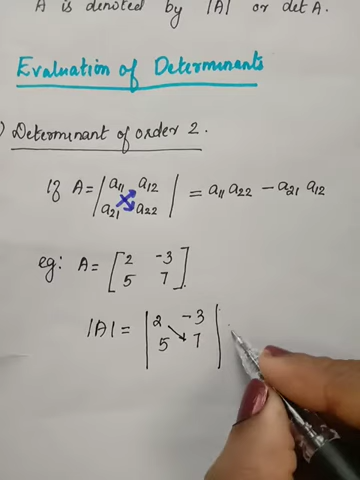 A is denoted by |A| or det A.
Evaluation of Determinants
) Determinant of order 2.
If A = | a11 a12 | = a11 a22 - a21 a12
| a21 a22 |
eg: A = [ 2 -3 ]
[ 5 7 ].
|A| = | 2 -3 |
| 5 7 |